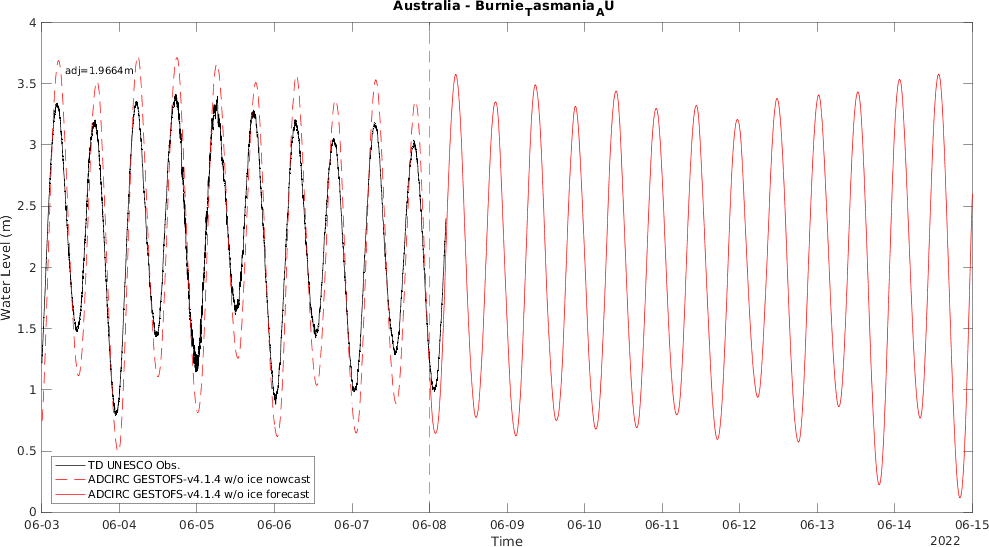 Australia - BurnieTasmaniaAU
4
3.5
3
2.5
2
1.5
1
0.5
0
Water Level (m)
adj=1.9664m
TD UNESCO Obs.
ADCIRC GESTOFS-v4.1.4 w/o ice nowcast
ADCIRC GESTOFS-v4.1.4 w/o ice forecast
06-03 06-04 06-05 06-06 06-07 06-08 06-09 06-10 06-11 06-12 06-13 06-14 06-15
Time
2022